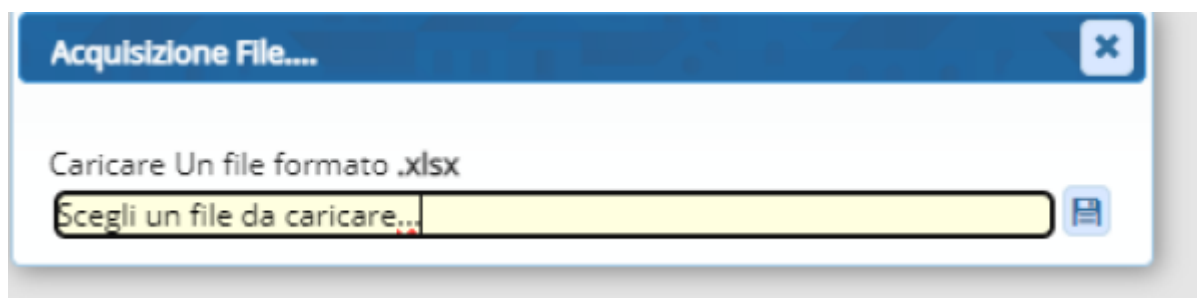 Acquisizione File....
Caricare Un file formato .xlsx
Scegli un file da caricare...